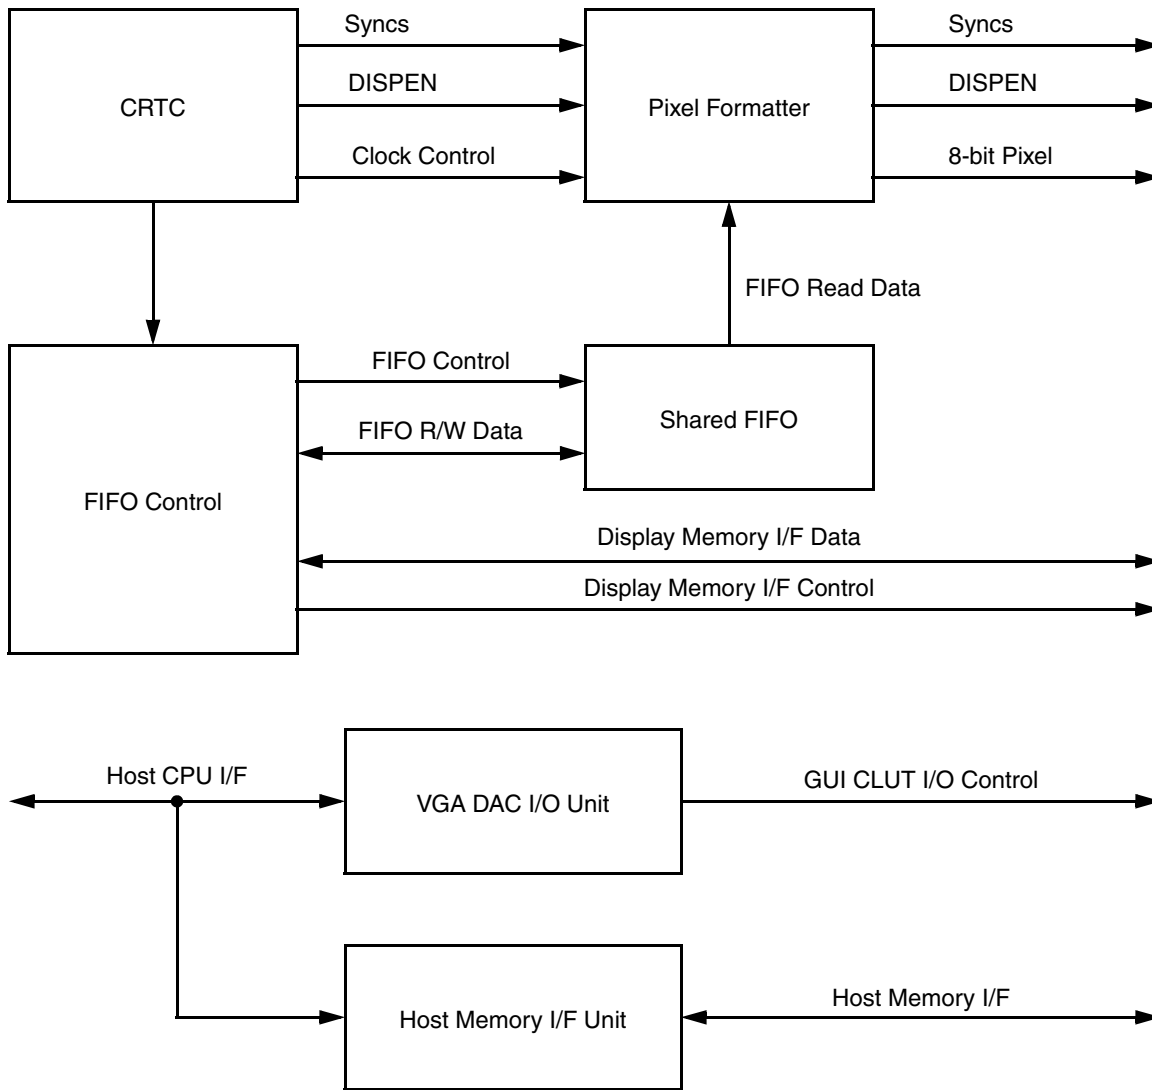 Syncs
Syncs
DISPEN
DISPEN
CRTC
Pixel Formatter
Clock Control
8-bit Pixel
FIFO Read Data
FIFO Control
Shared FIFO
FIFO R/W Data
FIFO Control
Display Memory I/F Data
Display Memory I/F Control
Host CPU I/F
GUI CLUT I/O Control
VGA DAC I/O Unit
Host Memory I/F
Host Memory I/F Unit